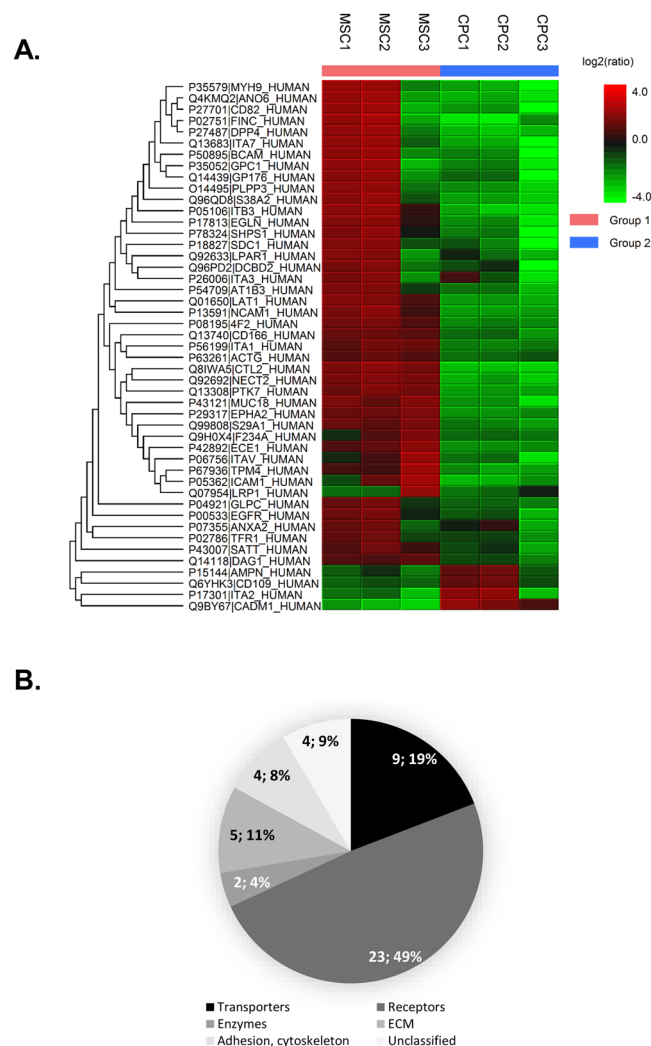 A.
MSC1 MSC2 MSC3 CPC1 CPC2 CPC3
log2(ratio)
4.0
0.0
-4.0
Group 1
Group 2
P35579|MYH9_HUMAN
Q4KMQ2|ANO6_HUMAN
P27701|CD82_HUMAN
P02751|FINC_HUMAN
P27487|DPP4_HUMAN
Q13683|ITA7_HUMAN
P50895|BCAM_HUMAN
P35052|GPC1_HUMAN
Q14439|GP176_HUMAN
O14495|PLPP3_HUMAN
Q96QD8|S38A2_HUMAN
P05106|ITB3_HUMAN
P17813|EGLN_HUMAN
P78324|SHPS1_HUMAN
P18827|SDC1_HUMAN
Q92633|LPAR1_HUMAN
Q96PD2|DCBD2_HUMAN
P26006|ITA3_HUMAN
P54709|AT1B3_HUMAN
Q01650|LAT1_HUMAN
P13591|NCAM1_HUMAN
P08195|4F2_HUMAN
Q13740|CD166_HUMAN
P56199|ITA1_HUMAN
P63261|ACTG_HUMAN
Q8IWA5|CTL2_HUMAN
Q92692|NECT2_HUMAN
Q13308|PTK7_HUMAN
P43121|MUC18_HUMAN
P29317|EPHA2_HUMAN
Q99808|S29A1_HUMAN
Q9H0X4|F234A_HUMAN
P42892|ECE1_HUMAN
P06756|ITAV_HUMAN
P67936|TPM4_HUMAN
P05362|ICAM1_HUMAN
Q07954|LRP1_HUMAN
P04921|GLPC_HUMAN
P00533|EGFR_HUMAN
P07355|ANXA2_HUMAN
P02786|TFR1_HUMAN
P43007|SATT_HUMAN
Q14118|DAG1_HUMAN
P15144|AMPN_HUMAN
Q6YHK3|CD109_HUMAN
P17301|ITA2_HUMAN
Q9BY67|CADM1_HUMAN
B.
4; 9%
9; 19%
4; 8%
5; 11%
2; 4%
23; 49%
Transporters Receptors
Enzymes ECM
Adhesion, cytoskeleton Unclassified